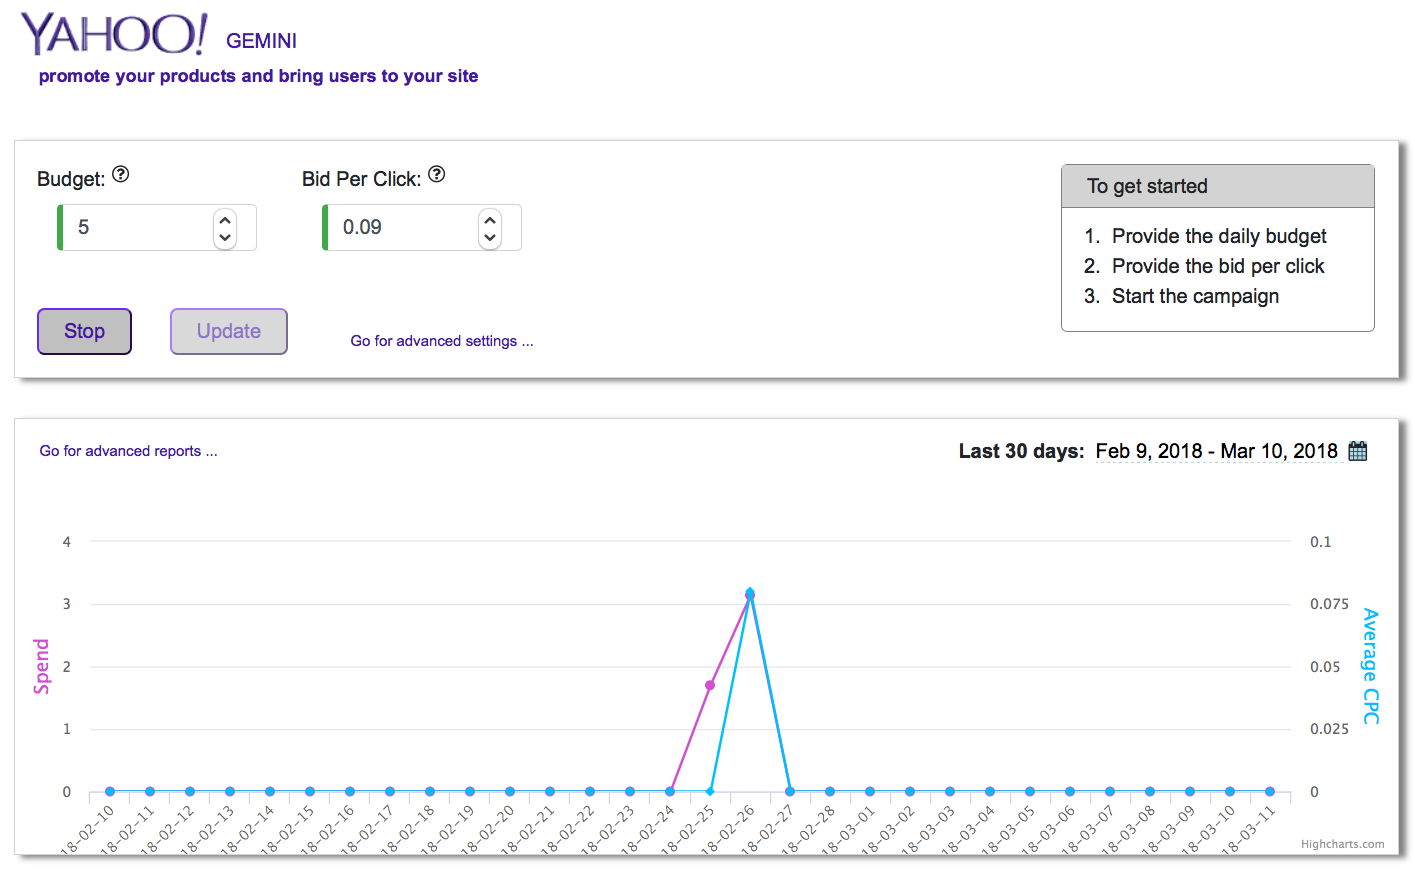 YAHOO! GEMINI
promote your products and bring users to your site
Budget: ?
Bid Per Click: ?
5
0.09
Stop
Update
Go for advanced settings ...
To get started
1. Provide the daily budget
2. Provide the bid per click
3. Start the campaign
Go for advanced reports ...
Last 30 days: Feb 9, 2018 - Mar 10, 2018
Spend
4
3
2
1
0
0.1
0.075
0.05
0.025
0
Average CPC
18-02-10
18-02-11
18-02-12
18-02-13
18-02-14
18-02-15
18-02-16
18-02-17
18-02-18
18-02-19
18-02-20
18-02-21
18-02-22
18-02-23
18-02-24
18-02-25
18-02-26
18-02-27
18-02-28
18-03-01
18-03-02
18-03-03
18-03-04
18-03-05
18-03-06
18-03-07
18-03-08
18-03-09
18-03-10
18-03-11
Highcharts.com